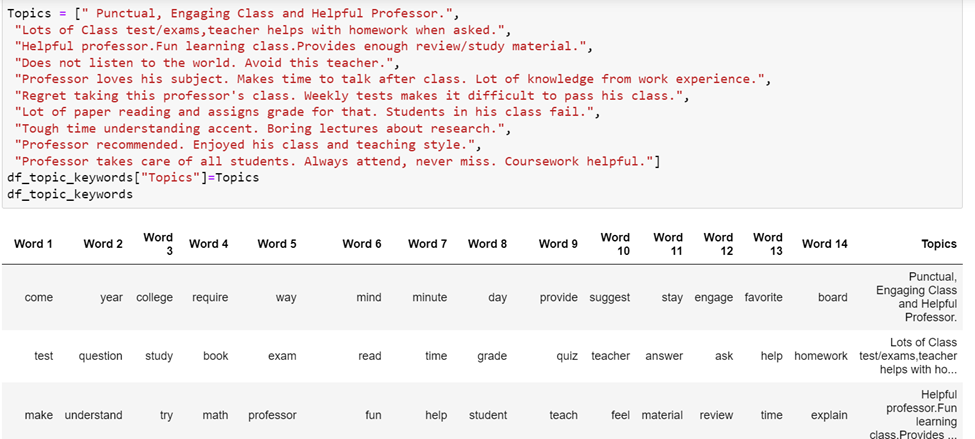 Topics = [" Punctual, Engaging Class and Helpful Professor.",
"Lots of Class test/exams,teacher helps with homework when asked.",
"Helpful professor.Fun learning class.Provides enough review/study material.",
"Does not listen to the world. Avoid this teacher.",
"Professor loves his subject. Makes time to talk after class. Lot of knowledge from work experience.",
"Regret taking this professor's class. Weekly tests makes it difficult to pass his class.",
"Lot of paper reading and assigns grade for that. Students in his class fail.",
"Tough time understanding accent. Boring lectures about research.",
"Professor recommended. Enjoyed his class and teaching style.",
"Professor takes care of all students. Always attend, never miss. Coursework helpful."]
df_topic_keywords["Topics"]=Topics
df_topic_keywords
Word 1 Word 2 Word 3 Word 4 Word 5 Word 6 Word 7 Word 8 Word 9 Word 10 Word 11 Word 12 Word 13 Word 14 Topics
come year college require way mind minute day provide suggest stay engage favorite board Punctual,
Engaging Class
and Helpful
Professor.
test question study book exam read time grade quiz teacher answer ask help homework Lots of Class
test/exams,teacher
helps with ho...
make understand try math professor fun help student teach feel material review time explain Helpful
professor.Fun
learning
class.Provides ...